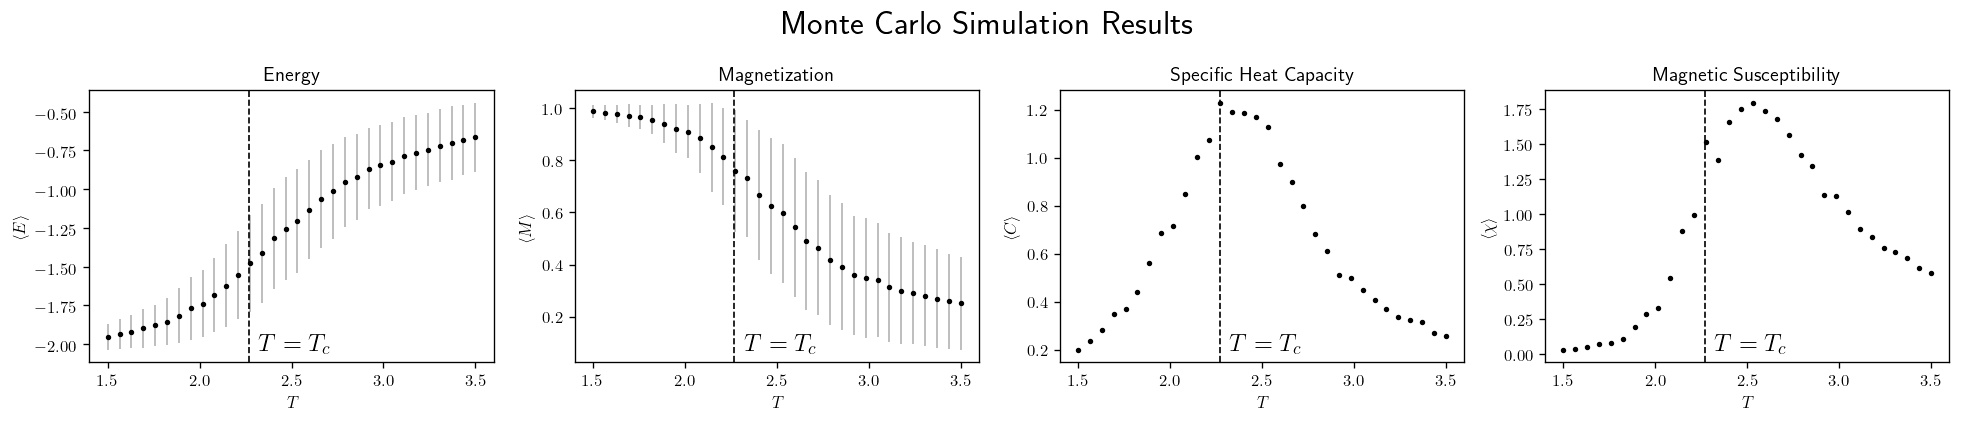 Monte Carlo Simulation Results
Energy
⟨E⟩
−0.50
−0.75
−1.00
−1.25
−1.50
−1.75
−2.00
T = T_c
1.5 2.0 2.5 3.0 3.5
T
Magnetization
⟨M⟩
1.0
0.8
0.6
0.4
0.2
T = T_c
1.5 2.0 2.5 3.0 3.5
T
Specific Heat Capacity
⟨C⟩
1.2
1.0
0.8
0.6
0.4
0.2
T = T_c
1.5 2.0 2.5 3.0 3.5
T
Magnetic Susceptibility
⟨χ⟩
1.75
1.50
1.25
1.00
0.75
0.50
0.25
0.00
T = T_c
1.5 2.0 2.5 3.0 3.5
T